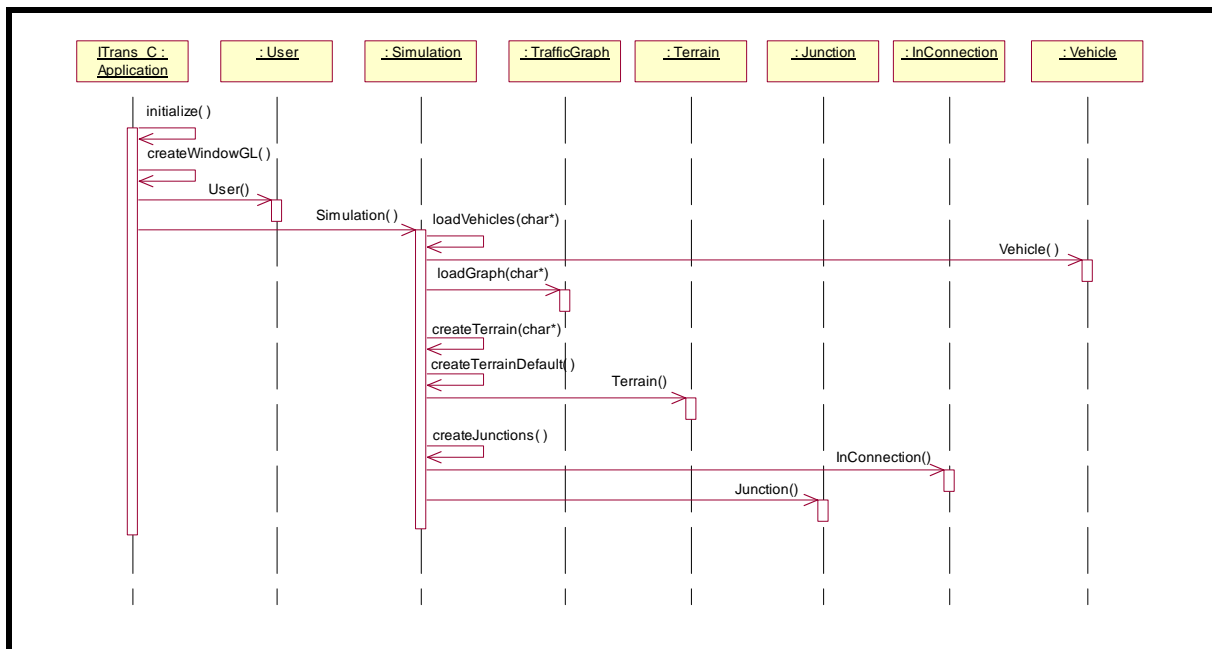 ITrans_C :
Application
: User
: Simulation
: TrafficGraph
: Terrain
: Junction
: InConnection
: Vehicle
initialize( )
createWindowGL( )
User()
Simulation( )
loadVehicles(char*)
Vehicle( )
loadGraph(char*)
createTerrain(char*)
createTerrainDefault( )
Terrain()
createJunctions( )
InConnection()
Junction()